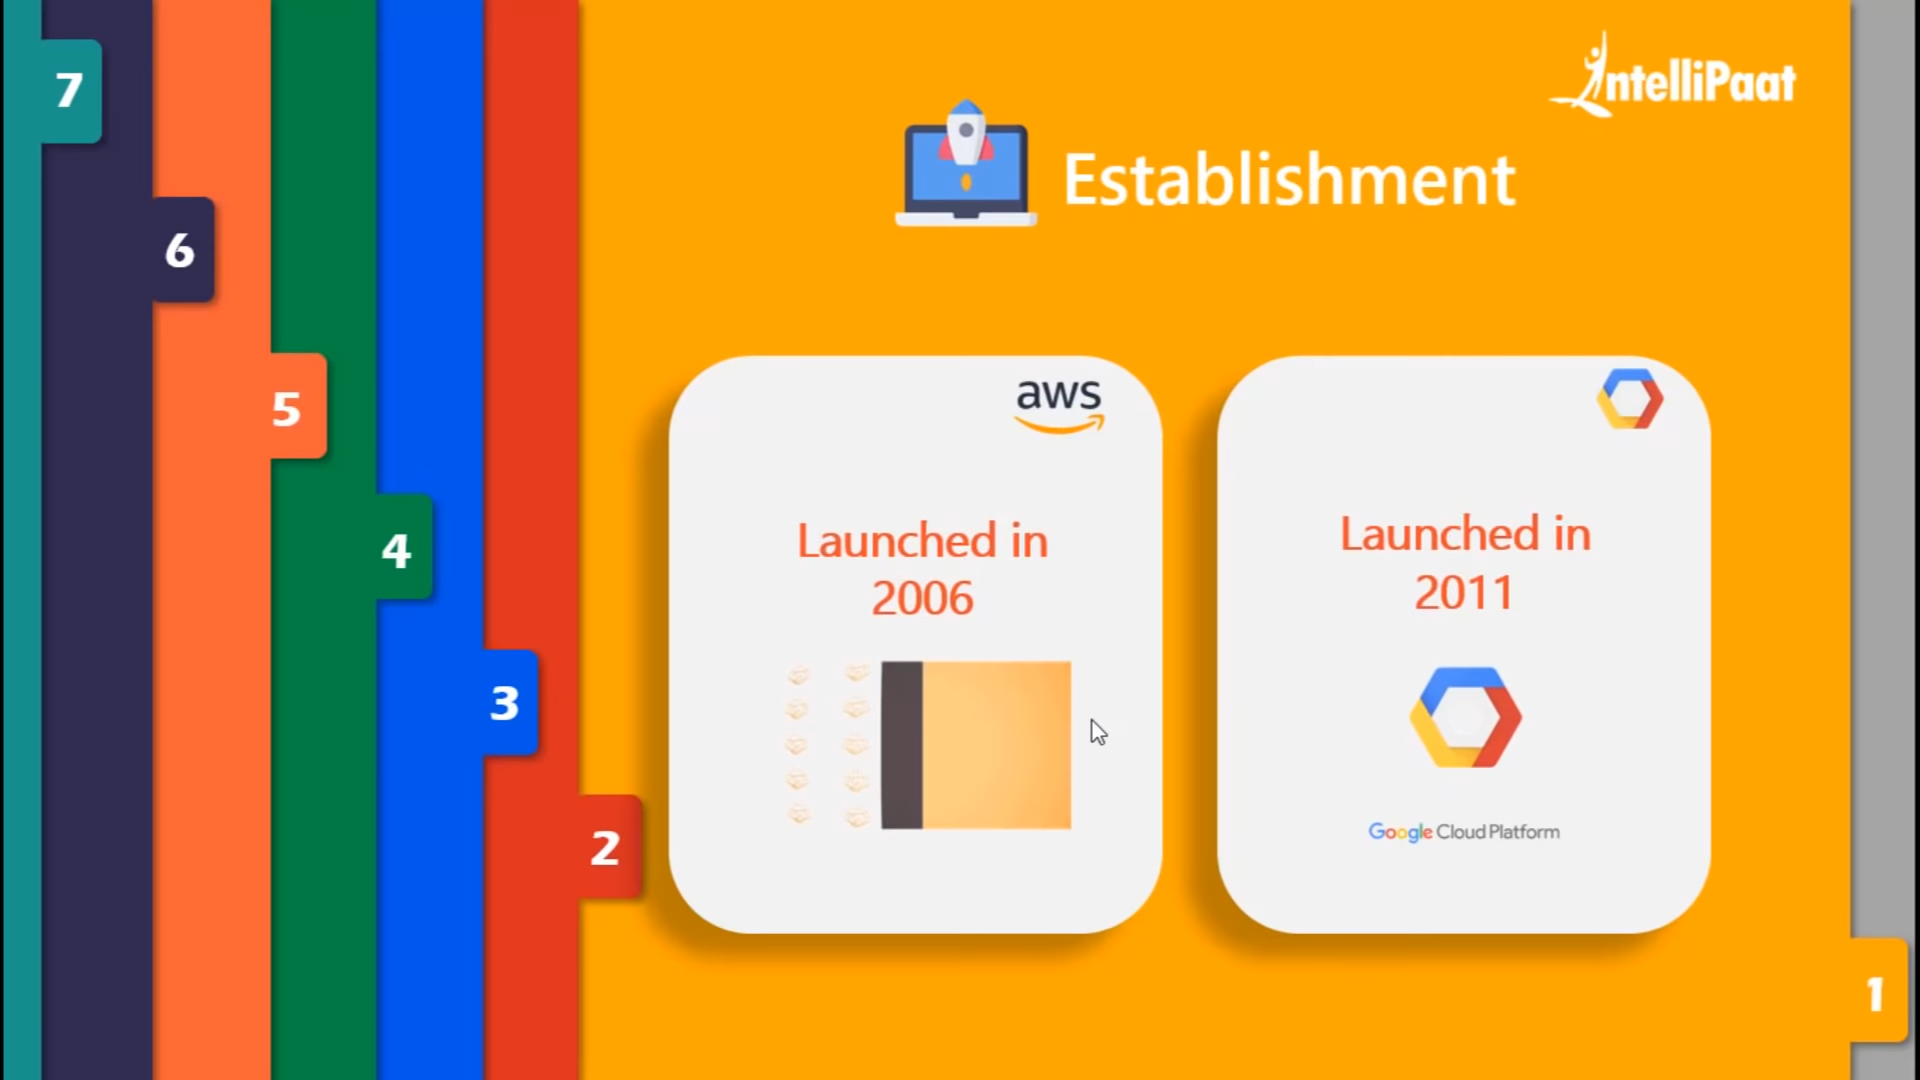 7
6
5
4
3
2
1
IntelliPaat
Establishment
aws
Launched in
2006
Launched in
2011
Google Cloud Platform